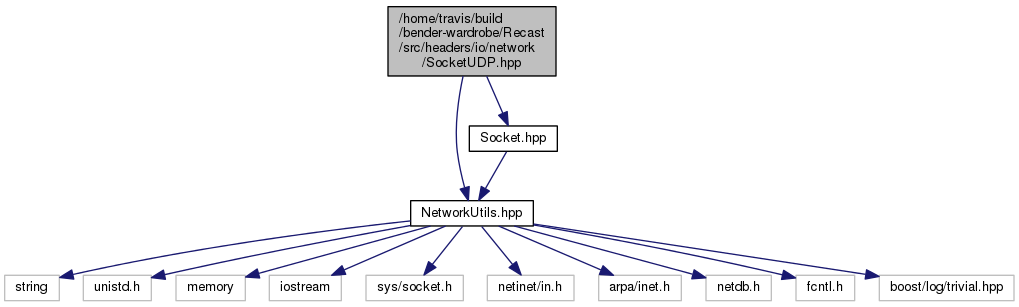 /home/travis/build
/bender-wardrobe/Recast
/src/headers/io/network
/SocketUDP.hpp
Socket.hpp
NetworkUtils.hpp
string
unistd.h
memory
iostream
sys/socket.h
netinet/in.h
arpa/inet.h
netdb.h
fcntl.h
boost/log/trivial.hpp